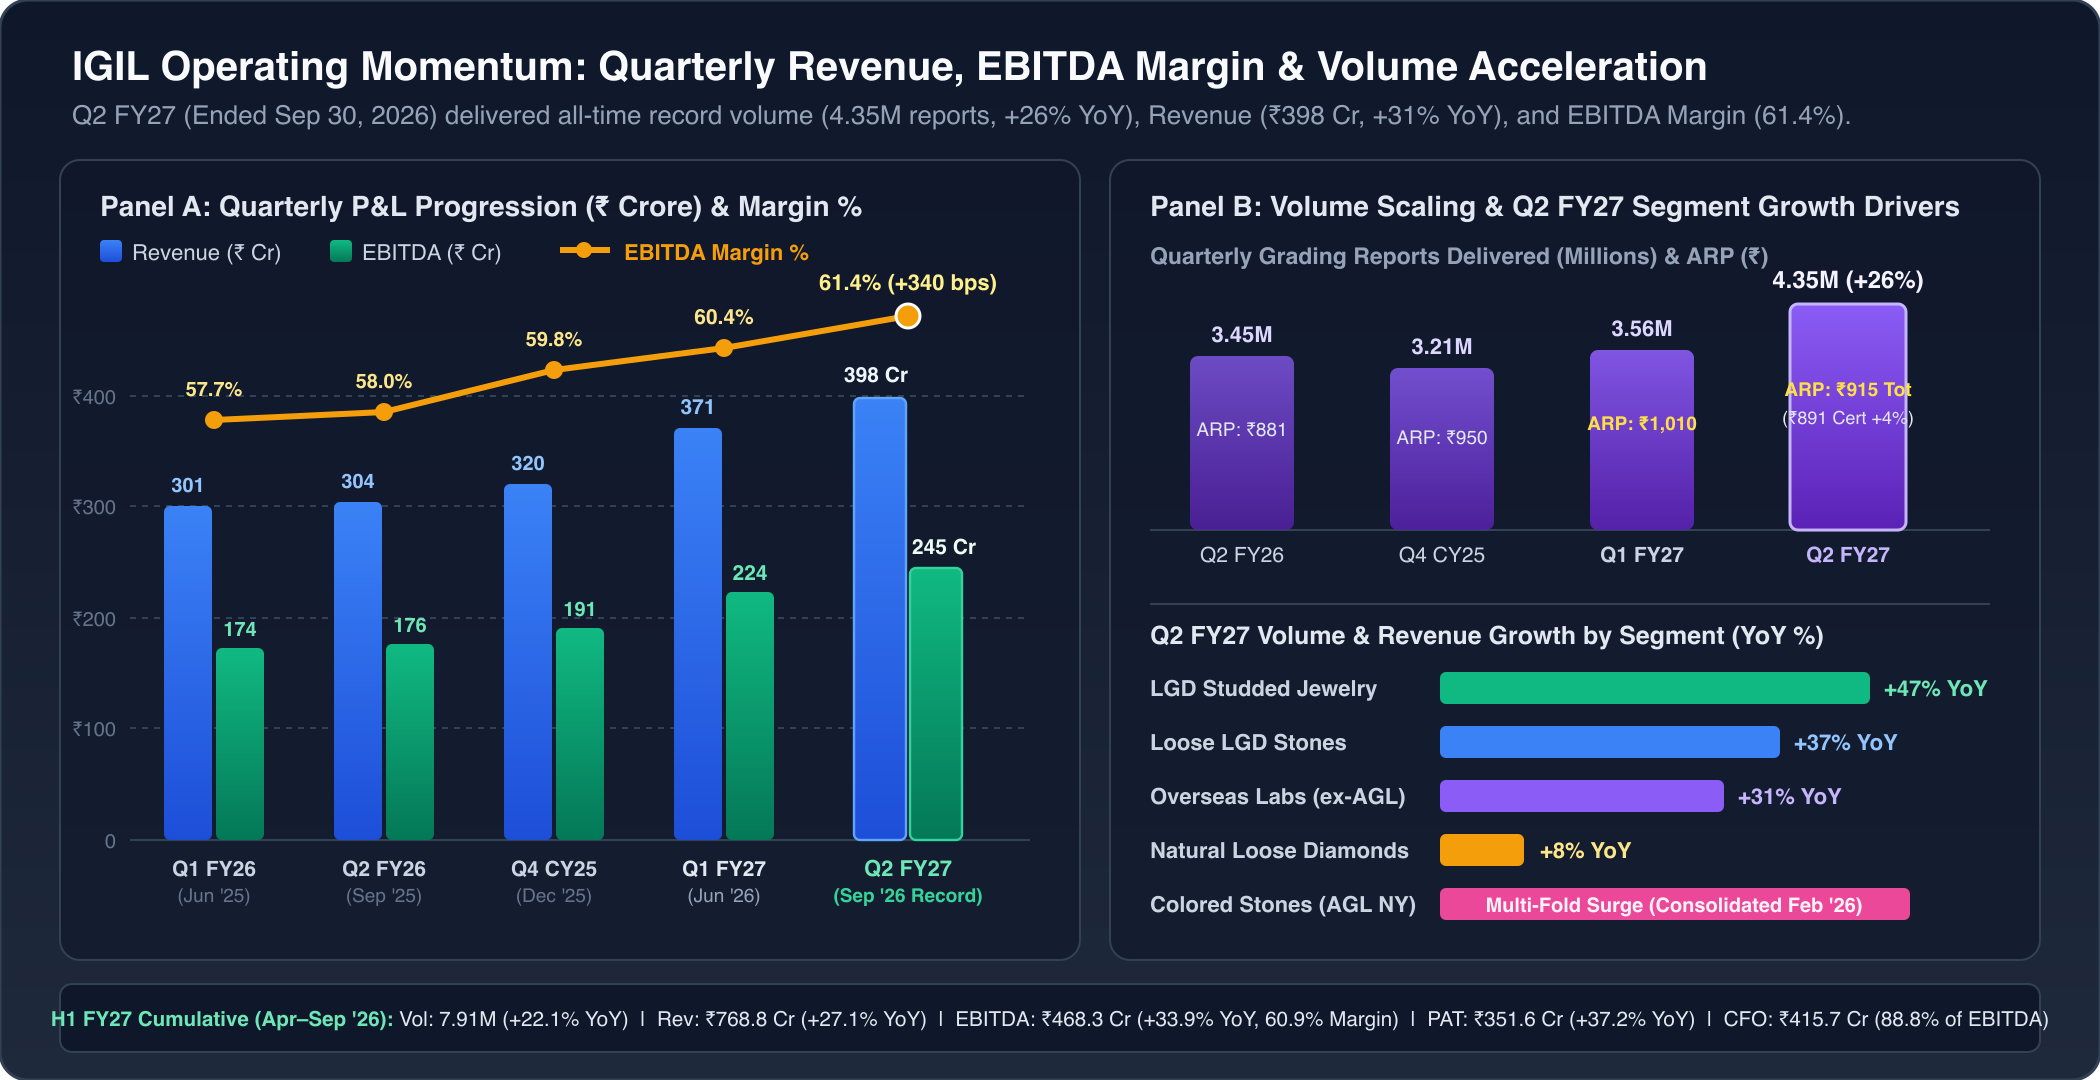 IGIL Operating Momentum: Quarterly Revenue, EBITDA Margin & Volume Acceleration
Q2 FY27 (Ended Sep 30, 2026) delivered all-time record volume (4.35M reports, +26% YoY), Revenue (₹398 Cr, +31% YoY), and EBITDA Margin (61.4%).
Panel A: Quarterly P&L Progression (₹ Crore) & Margin %
Revenue (₹ Cr)
EBITDA (₹ Cr)
EBITDA Margin %
61.4% (+340 bps)
60.4%
59.8%
58.0%
57.7%
₹400
₹300
₹200
₹100
0
301
174
304
176
320
191
371
224
398 Cr
245 Cr
Q1 FY26
(Jun '25)
Q2 FY26
(Sep '25)
Q4 CY25
(Dec '25)
Q1 FY27
(Jun '26)
Q2 FY27
(Sep '26 Record)
Panel B: Volume Scaling & Q2 FY27 Segment Growth Drivers
Quarterly Grading Reports Delivered (Millions) & ARP (₹)
3.45M
ARP: ₹881
Q2 FY26
3.21M
ARP: ₹950
Q4 CY25
3.56M
ARP: ₹1,010
Q1 FY27
4.35M (+26%)
ARP: ₹915 Tot
(₹891 Cert +4%)
Q2 FY27
Q2 FY27 Volume & Revenue Growth by Segment (YoY %)
LGD Studded Jewelry
+47% YoY
Loose LGD Stones
+37% YoY
Overseas Labs (ex-AGL)
+31% YoY
Natural Loose Diamonds
+8% YoY
Colored Stones (AGL NY)
Multi-Fold Surge (Consolidated Feb '26)
H1 FY27 Cumulative (Apr–Sep '26): Vol: 7.91M (+22.1% YoY) | Rev: ₹768.8 Cr (+27.1% YoY) | EBITDA: ₹468.3 Cr (+33.9% YoY, 60.9% Margin) | PAT: ₹351.6 Cr (+37.2% YoY) | CFO: ₹415.7 Cr (88.8% of EBITDA)